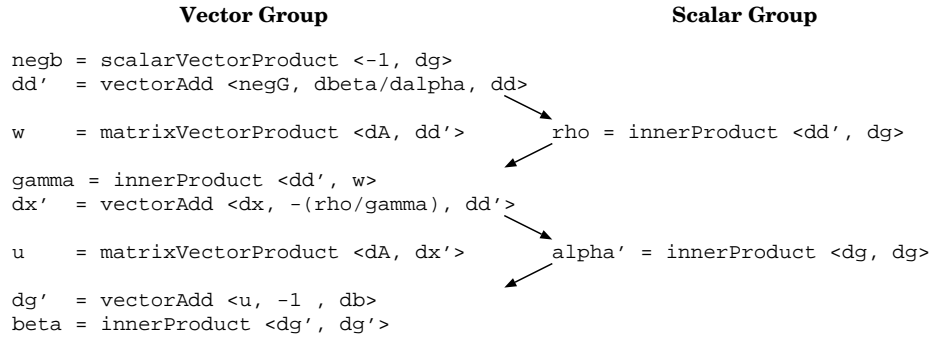 Vector Group Scalar Group
negb = scalarVectorProduct <-1, dg>
dd’ = vectorAdd <negG, dbeta/dalpha, dd>
w = matrixVectorProduct <dA, dd’> rho = innerProduct <dd’, dg>
gamma = innerProduct <dd’, w>
dx’ = vectorAdd <dx, -(rho/gamma), dd’>
u = matrixVectorProduct <dA, dx’> alpha’ = innerProduct <dg, dg>
dg’ = vectorAdd <u, -1 , db>
beta = innerProduct <dg’, dg’>